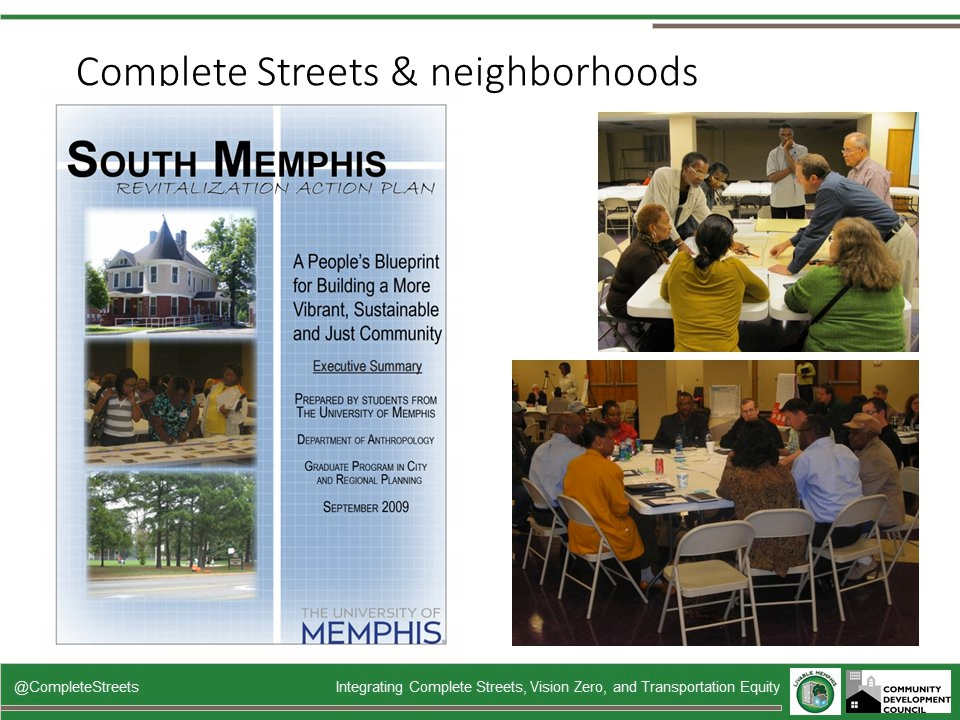 Complete Streets & neighborhoods
SOUTH MEMPHIS
REVITALIZATION ACTION PLAN
A People's Blueprint
for Building a More
Vibrant, Sustainable
and Just Community
Executive Summary
PREPARED BY STUDENTS FROM
THE UNIVERSITY OF MEMPHIS
DEPARTMENT OF ANTHROPOLOGY
GRADUATE PROGRAM IN CITY
AND REGIONAL PLANNING
SEPTEMBER 2009
THE UNIVERSITY OF
MEMPHIS
@CompleteStreets
Integrating Complete Streets, Vision Zero, and Transportation Equity
LIVABLE MEMPHIS
COMMUNITY
DEVELOPMENT
COUNCIL